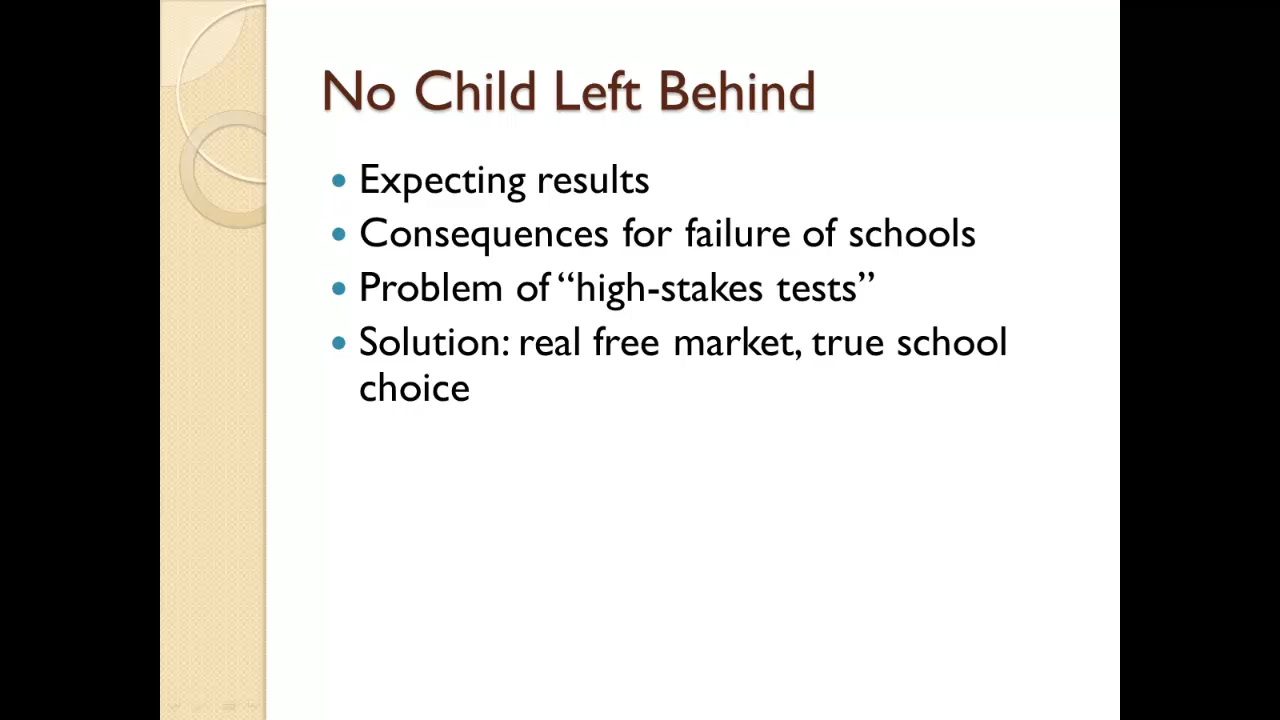 No Child Left Behind
• Expecting results
• Consequences for failure of schools
• Problem of “high-stakes tests”
• Solution: real free market, true school
choice